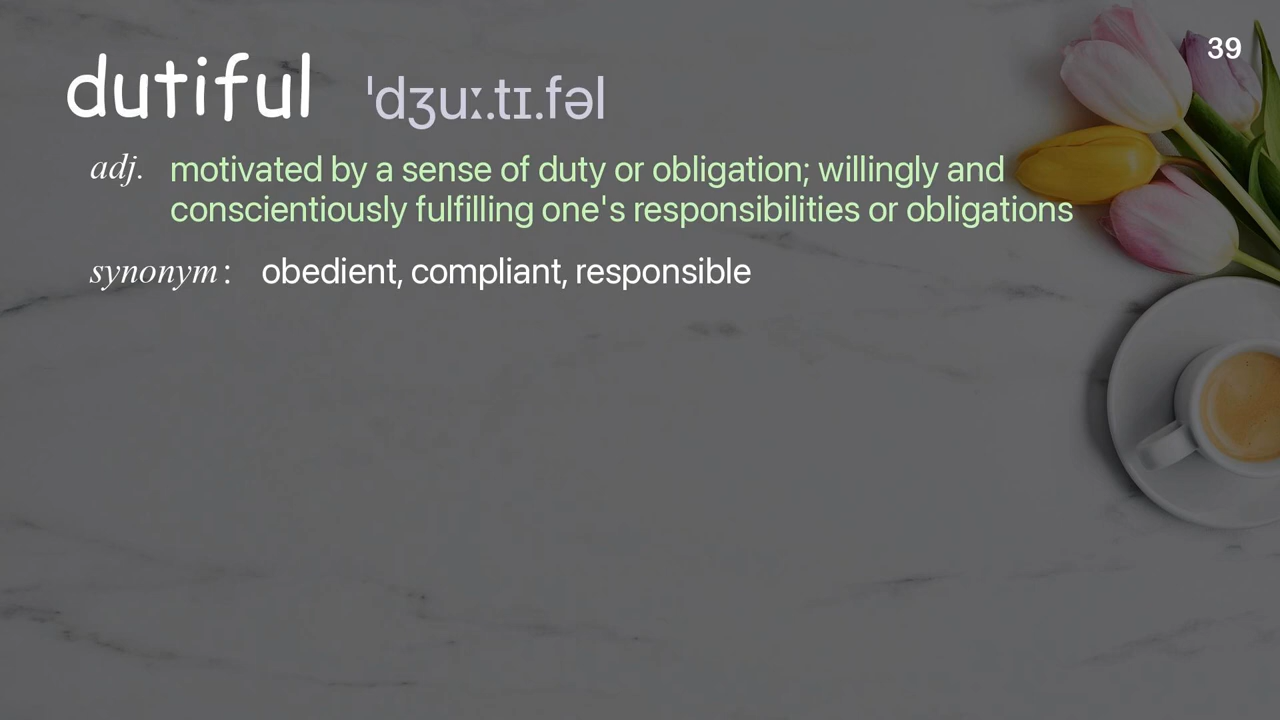 39
dutiful ˈdʒuː.tɪ.fəl
adj. motivated by a sense of duty or obligation; willingly and
conscientiously fulfilling one's responsibilities or obligations
synonym: obedient, compliant, responsible